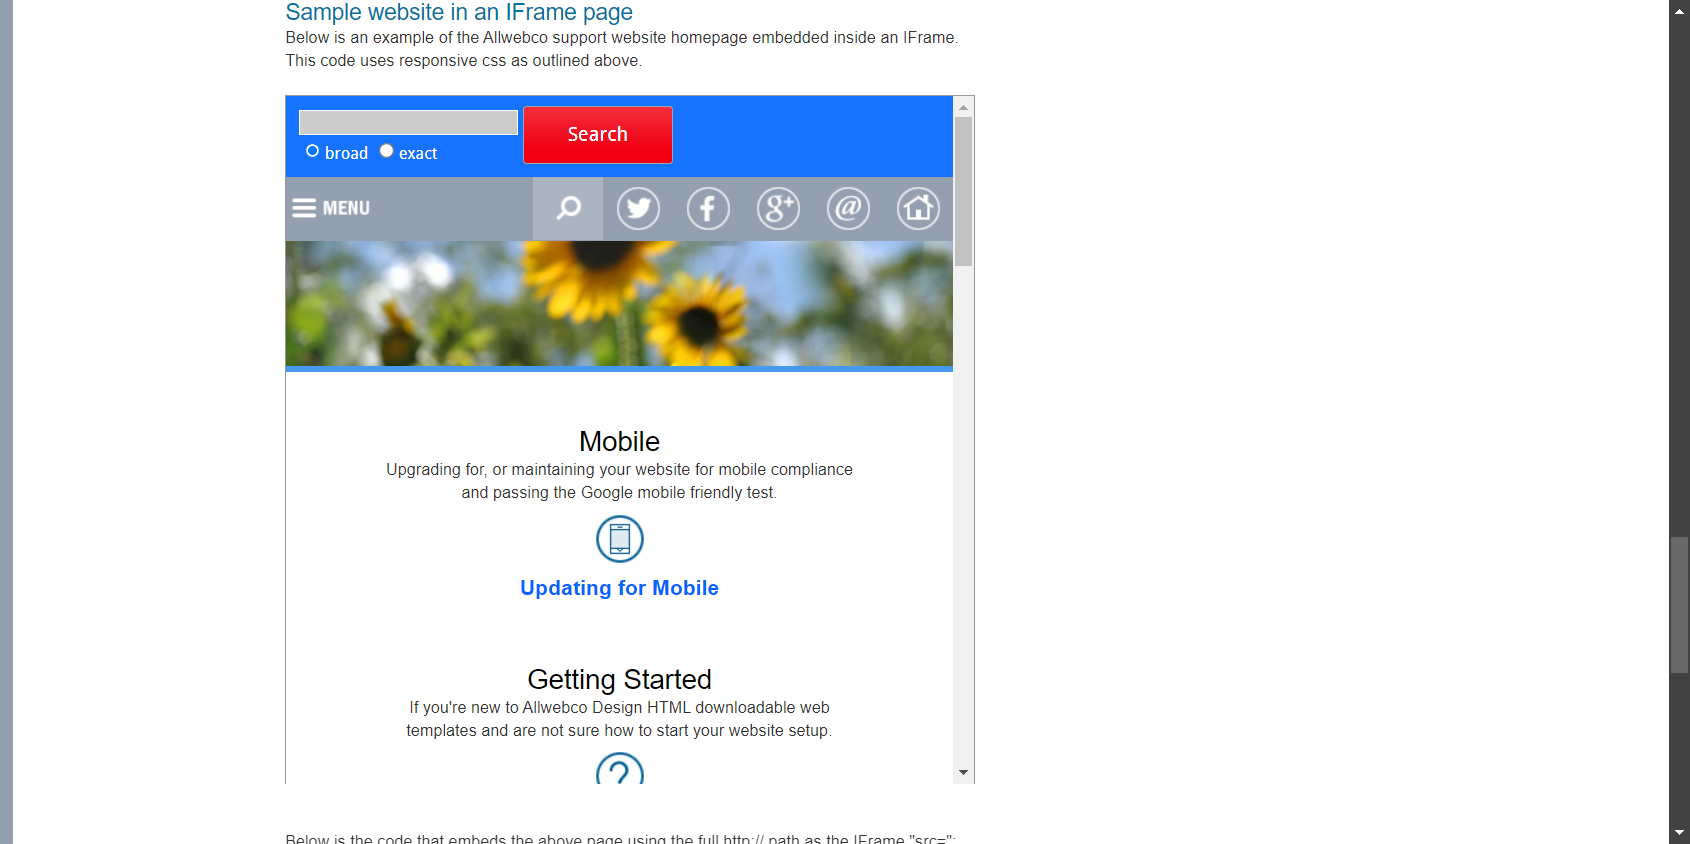 Sample website in an IFrame page
Below is an example of the Allwebco support website homepage embedded inside an IFrame.
This code uses responsive css as outlined above.
Search
broad exact
MENU
Mobile
Upgrading for, or maintaining your website for mobile compliance
and passing the Google mobile friendly test.
Updating for Mobile
Getting Started
If you're new to Allwebco Design HTML downloadable web
templates and are not sure how to start your website setup.
Below is the code that embeds the above page using the full http:// path as the IFrame "src=":